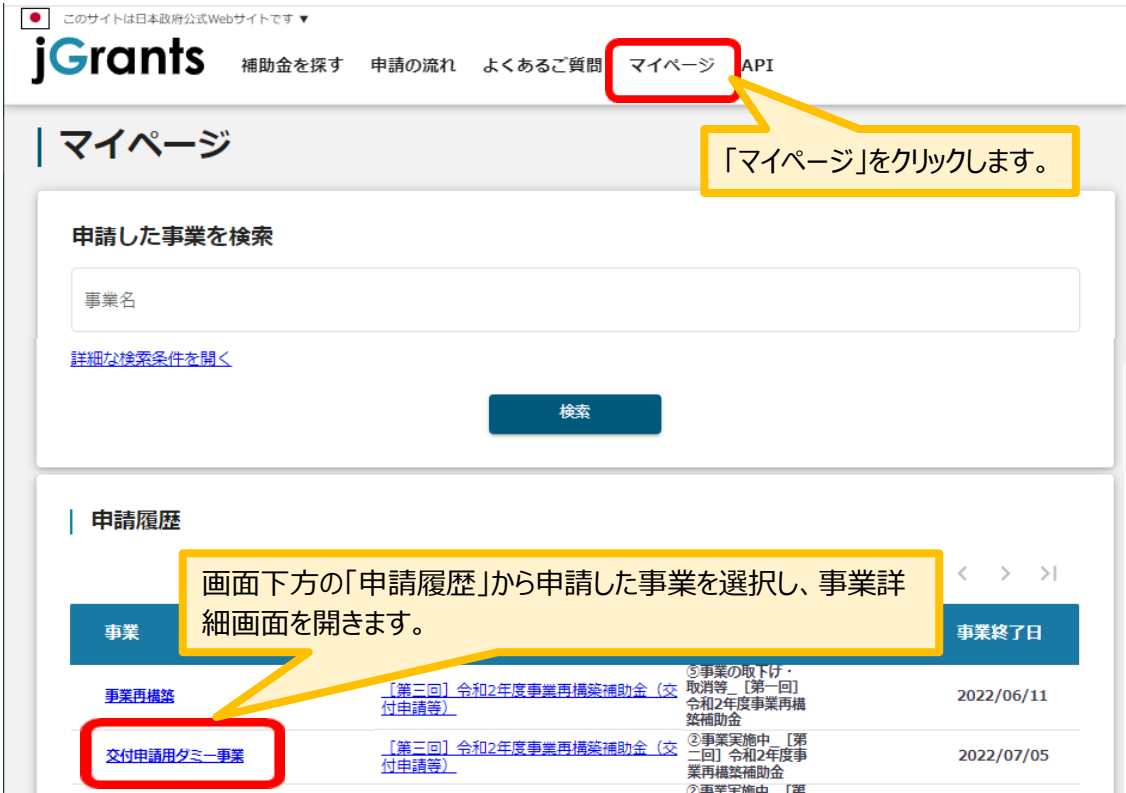 このサイトは日本政府公式Webサイトです ▼
jGrants 補助金を探す 申請の流れ よくあるご質問 マイページ API
マイページ
「マイページ」をクリックします。
申請した事業を検索
事業名
詳細な検索条件を開く
検索
申請履歴
画面下方の「申請履歴」から申請した事業を選択し、事業詳
細画面を開きます。
< > >|
事業 事業終了日
事業再構築
［第三回］令和2年度事業再構築補助金（交
付申請等）
⑤事業の取下げ・
取消等_［第一回］
令和2年度事業再構
築補助金
2022/06/11
交付申請用ダミー事業
［第三回］令和2年度事業再構築補助金（交
付申請等）
②事業実施中_［第
二回］令和2年度事
業再構築補助金
2022/07/05
②事業実施中_［第